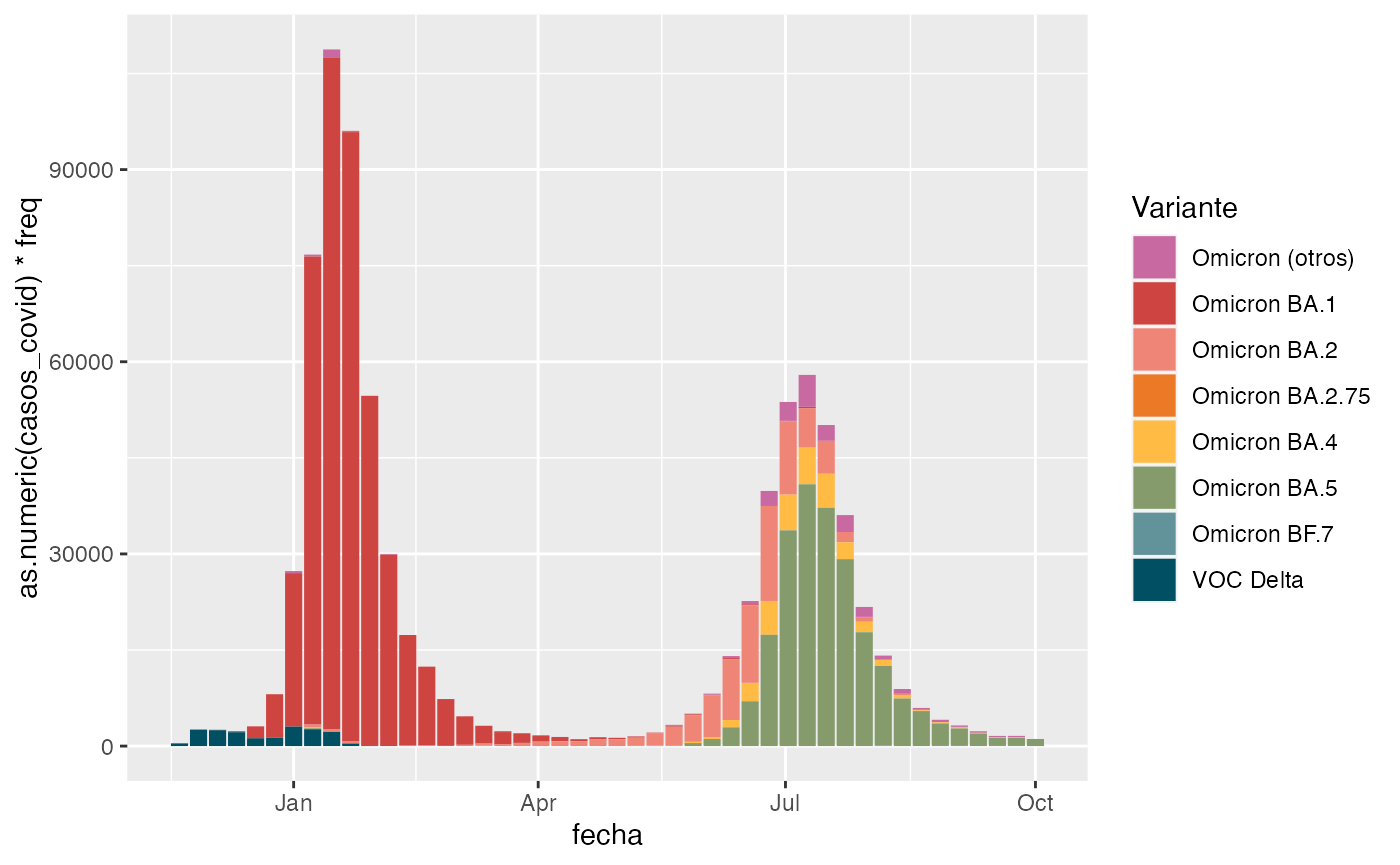 as.numeric(casos_covid) * freq
90000
60000
30000
0
Jan
Apr
Jul
Oct
fecha
Variante
Omicron (otros)
Omicron BA.1
Omicron BA.2
Omicron BA.2.75
Omicron BA.4
Omicron BA.5
Omicron BF.7
VOC Delta